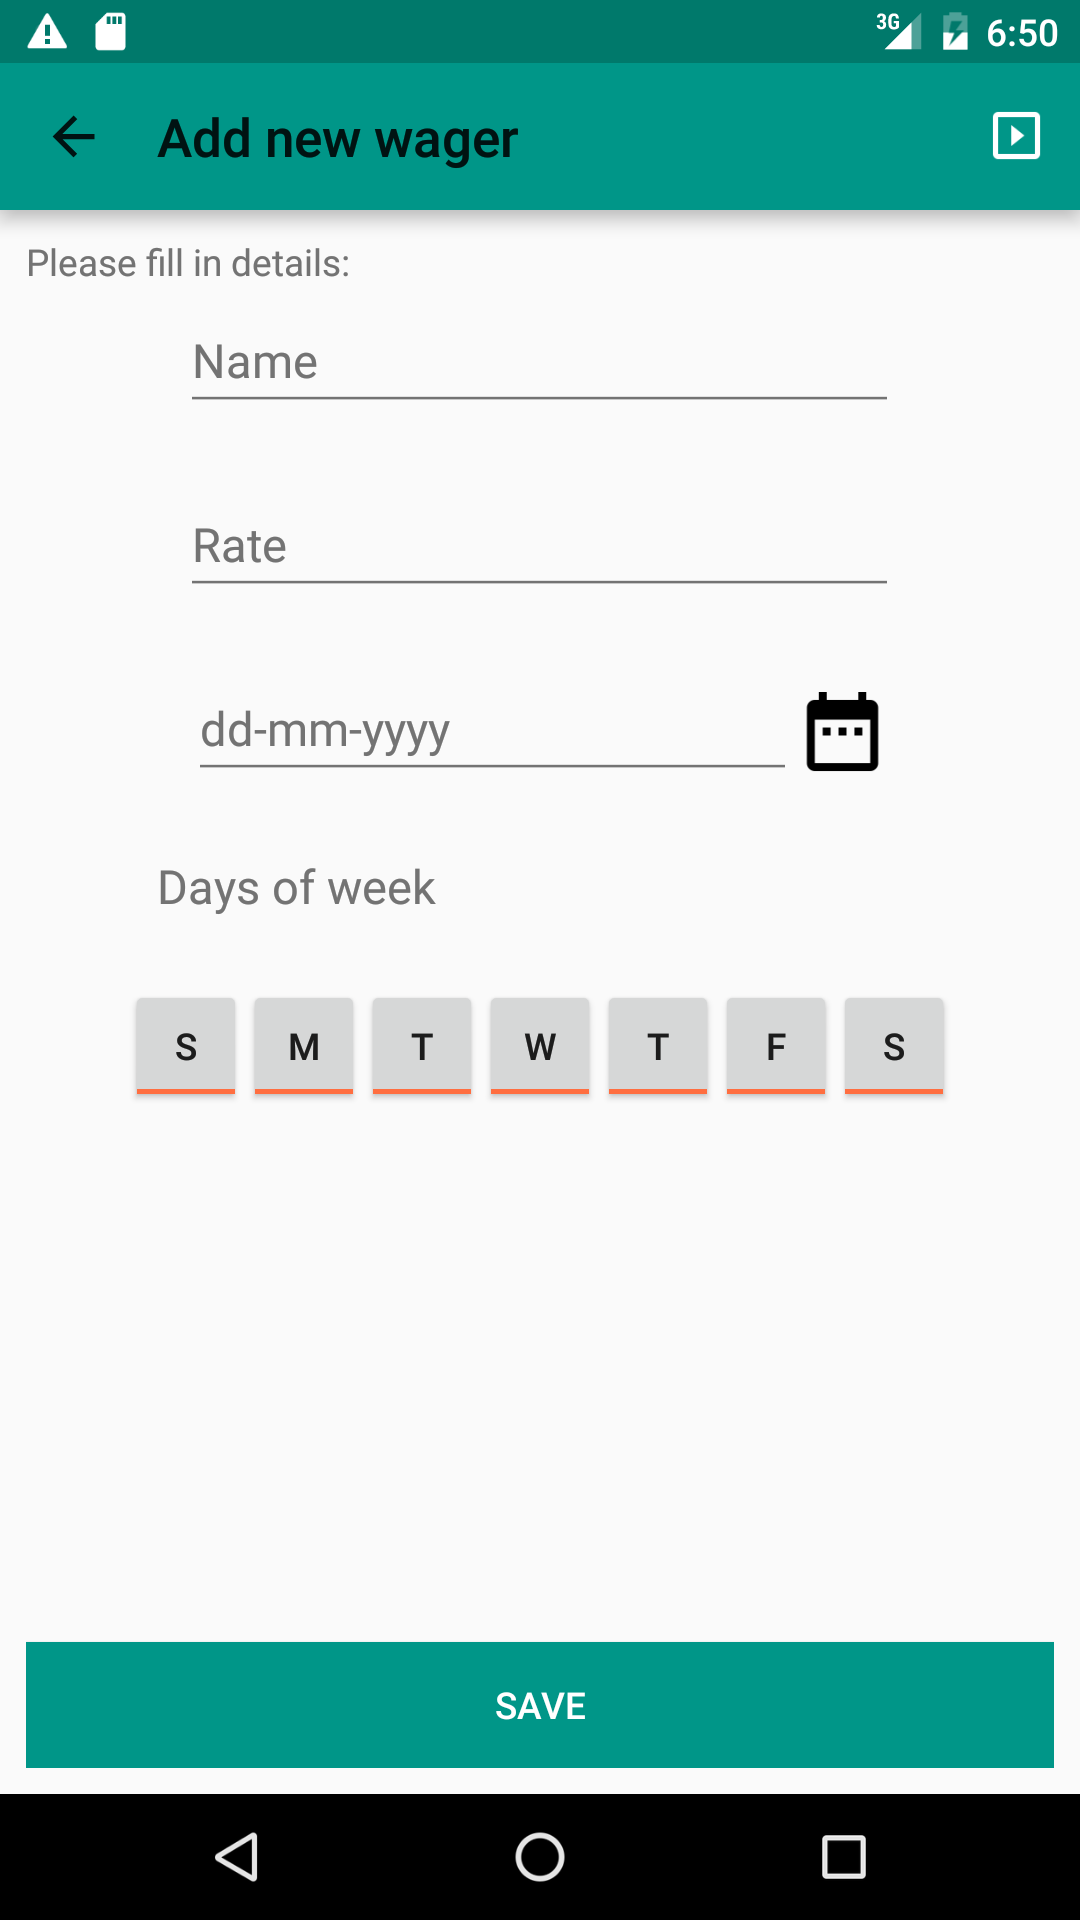 3G 6:50
Add new wager
Please fill in details:
Name
Rate
dd-mm-yyyy
Days of week
S M T W T F S
SAVE